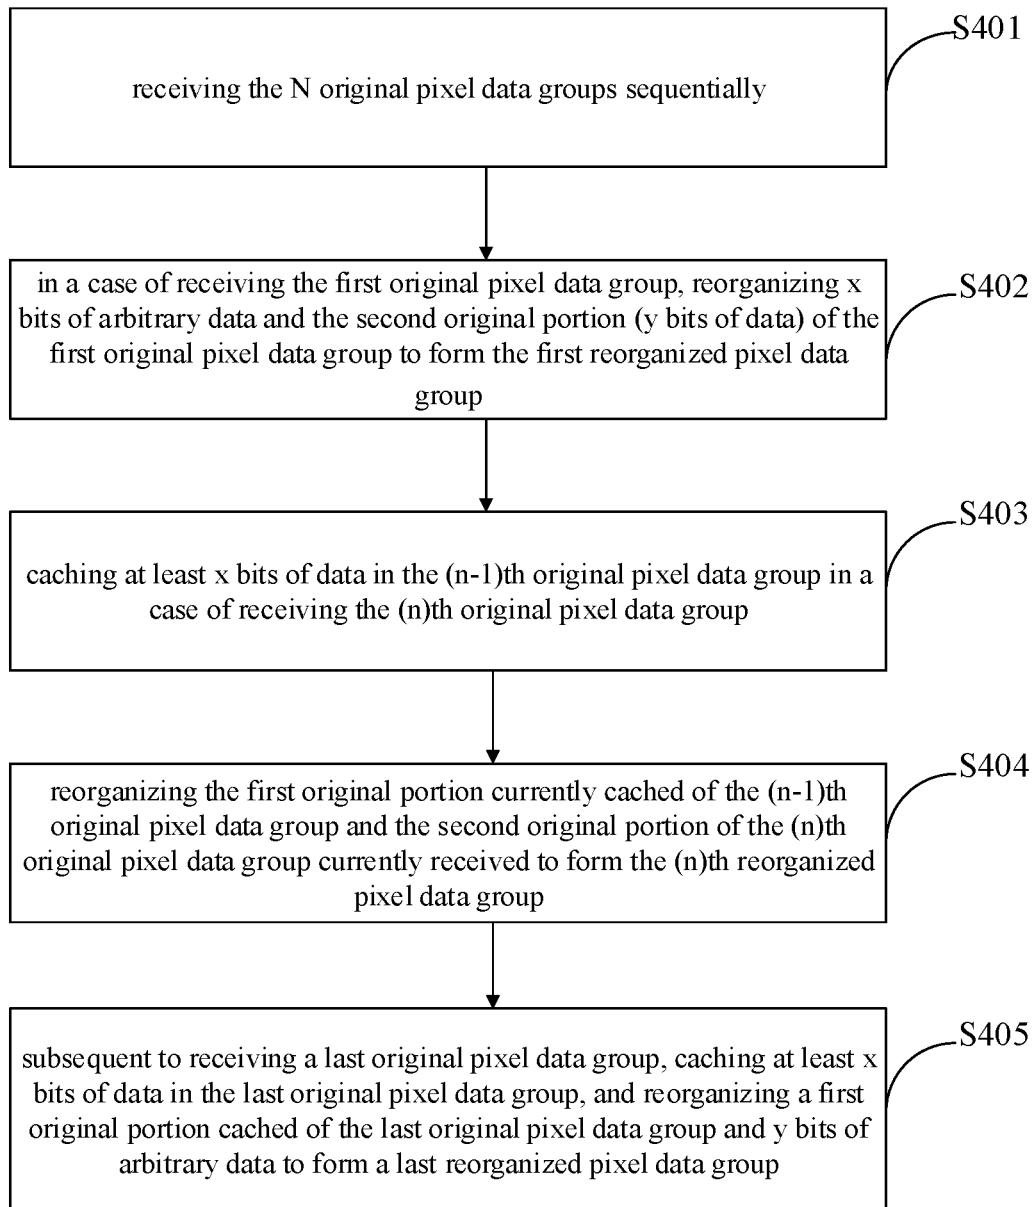 S401
receiving the N original pixel data groups sequentially
S402
in a case of receiving the first original pixel data group, reorganizing x
bits of arbitrary data and the second original portion (y bits of data) of the
first original pixel data group to form the first reorganized pixel data
group
S403
caching at least x bits of data in the (n-1)th original pixel data group in a
case of receiving the (n)th original pixel data group
S404
reorganizing the first original portion currently cached of the (n-1)th
original pixel data group and the second original portion of the (n)th
original pixel data group currently received to form the (n)th reorganized
pixel data group
S405
subsequent to receiving a last original pixel data group, caching at least x
bits of data in the last original pixel data group, and reorganizing a first
original portion cached of the last original pixel data group and y bits of
arbitrary data to form a last reorganized pixel data group